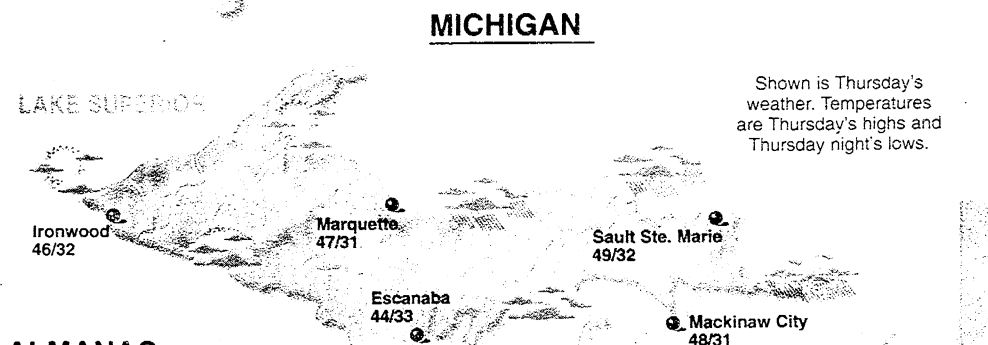 MICHIGAN
LAKE SUPERIOR
Shown is Thursday's
weather. Temperatures
are Thursday's highs and
Thursday night's lows.
Ironwood
46/32
Marquette
47/31
Sault Ste. Marie
49/32
Escanaba
44/33
Mackinaw City
48/31
ALMANAC